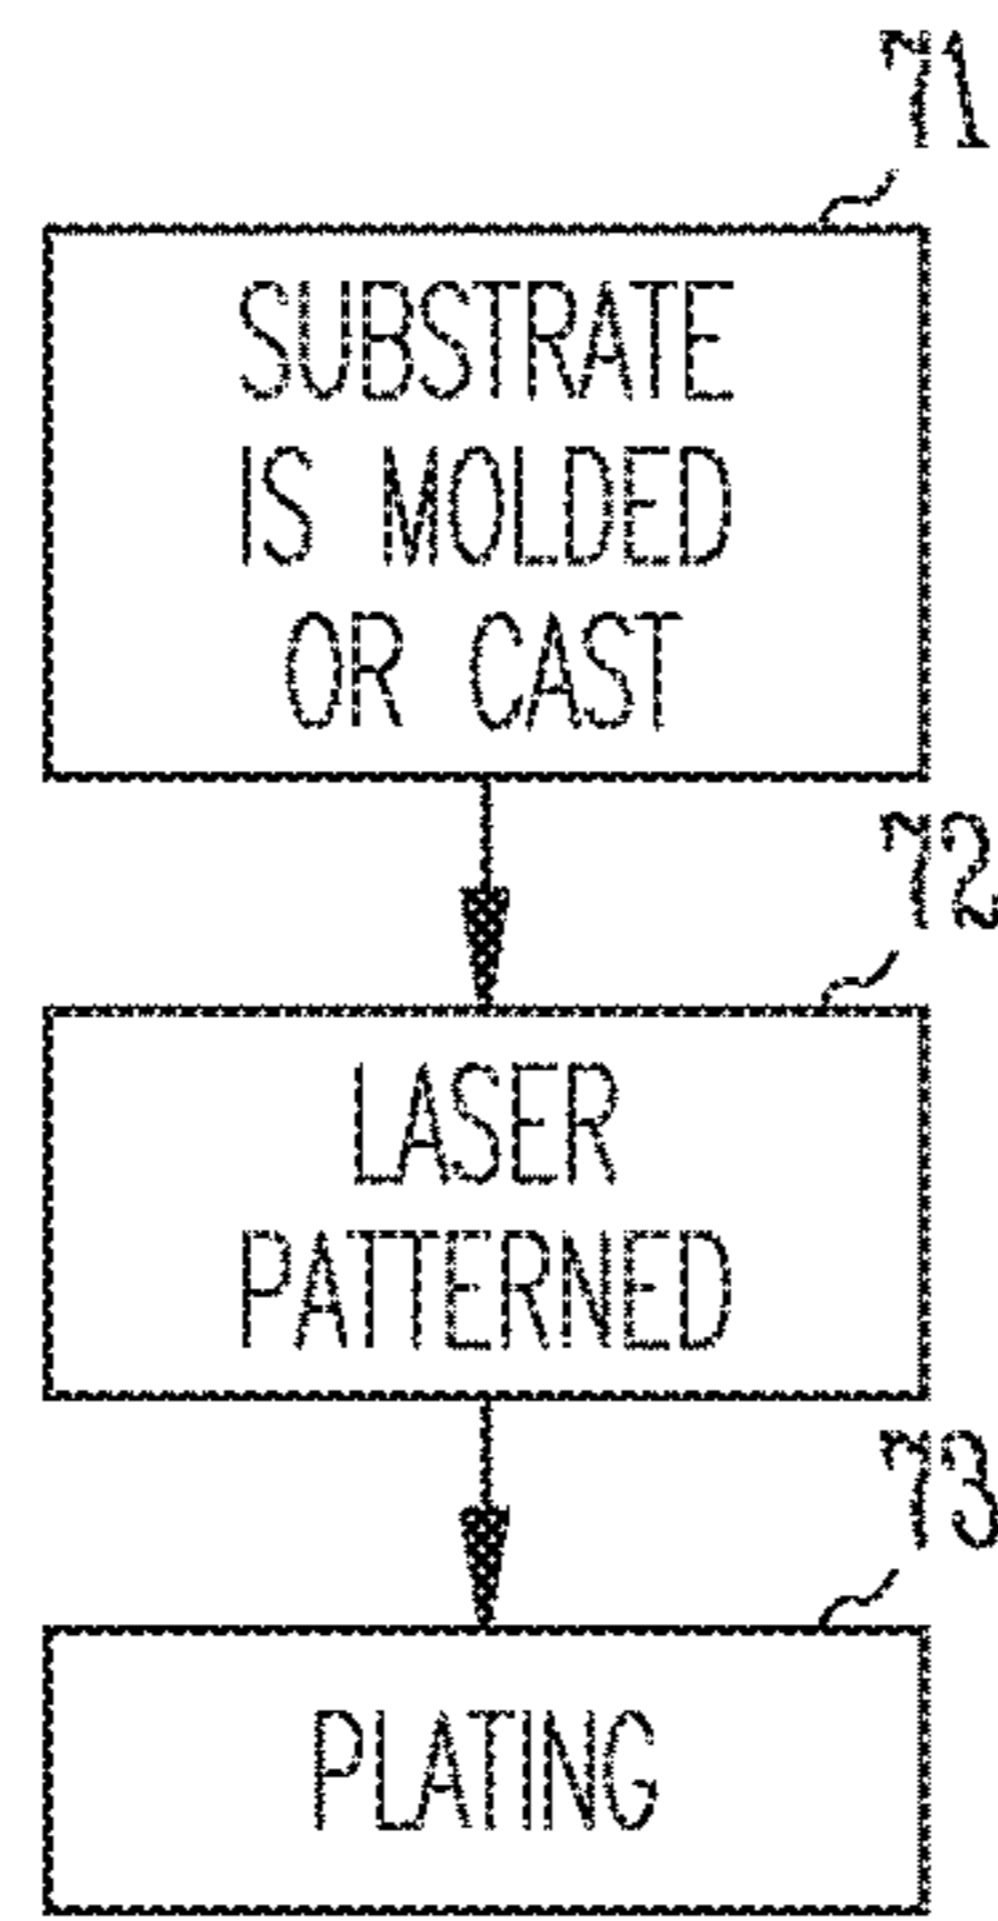 71
SUBSTRATE
IS MOLDED
OR CAST
72
LASER
PATTERNED
73
PLATING